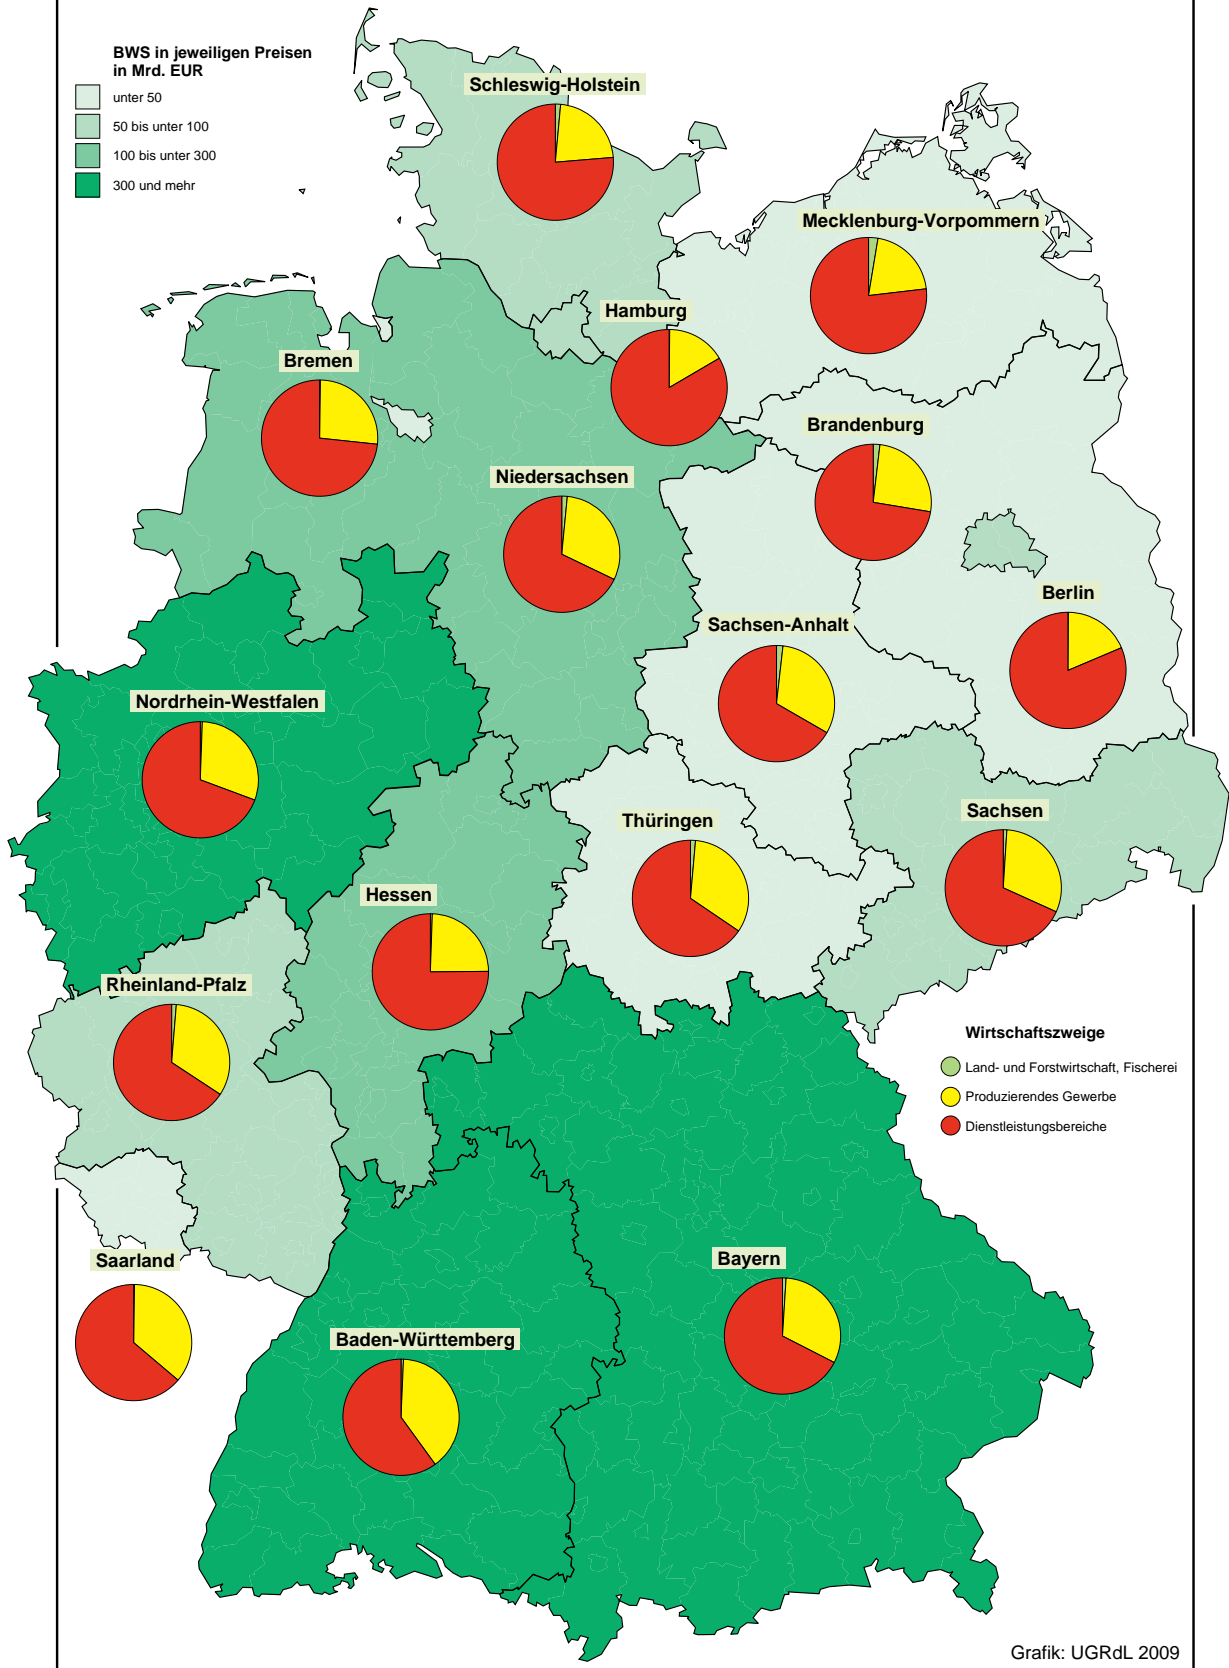 BWS in jeweiligen Preisen
in Mrd. EUR
unter 50
50 bis unter 100
100 bis unter 300
300 und mehr
Schleswig-Holstein
Mecklenburg-Vorpommern
Hamburg
Bremen
Brandenburg
Niedersachsen
Berlin
Sachsen-Anhalt
Nordrhein-Westfalen
Sachsen
Thüringen
Hessen
Rheinland-Pfalz
Wirtschaftszweige
Land- und Forstwirtschaft, Fischerei
Produzierendes Gewerbe
Dienstleistungsbereiche
Saarland
Bayern
Baden-Württemberg
Grafik: UGRdL 2009